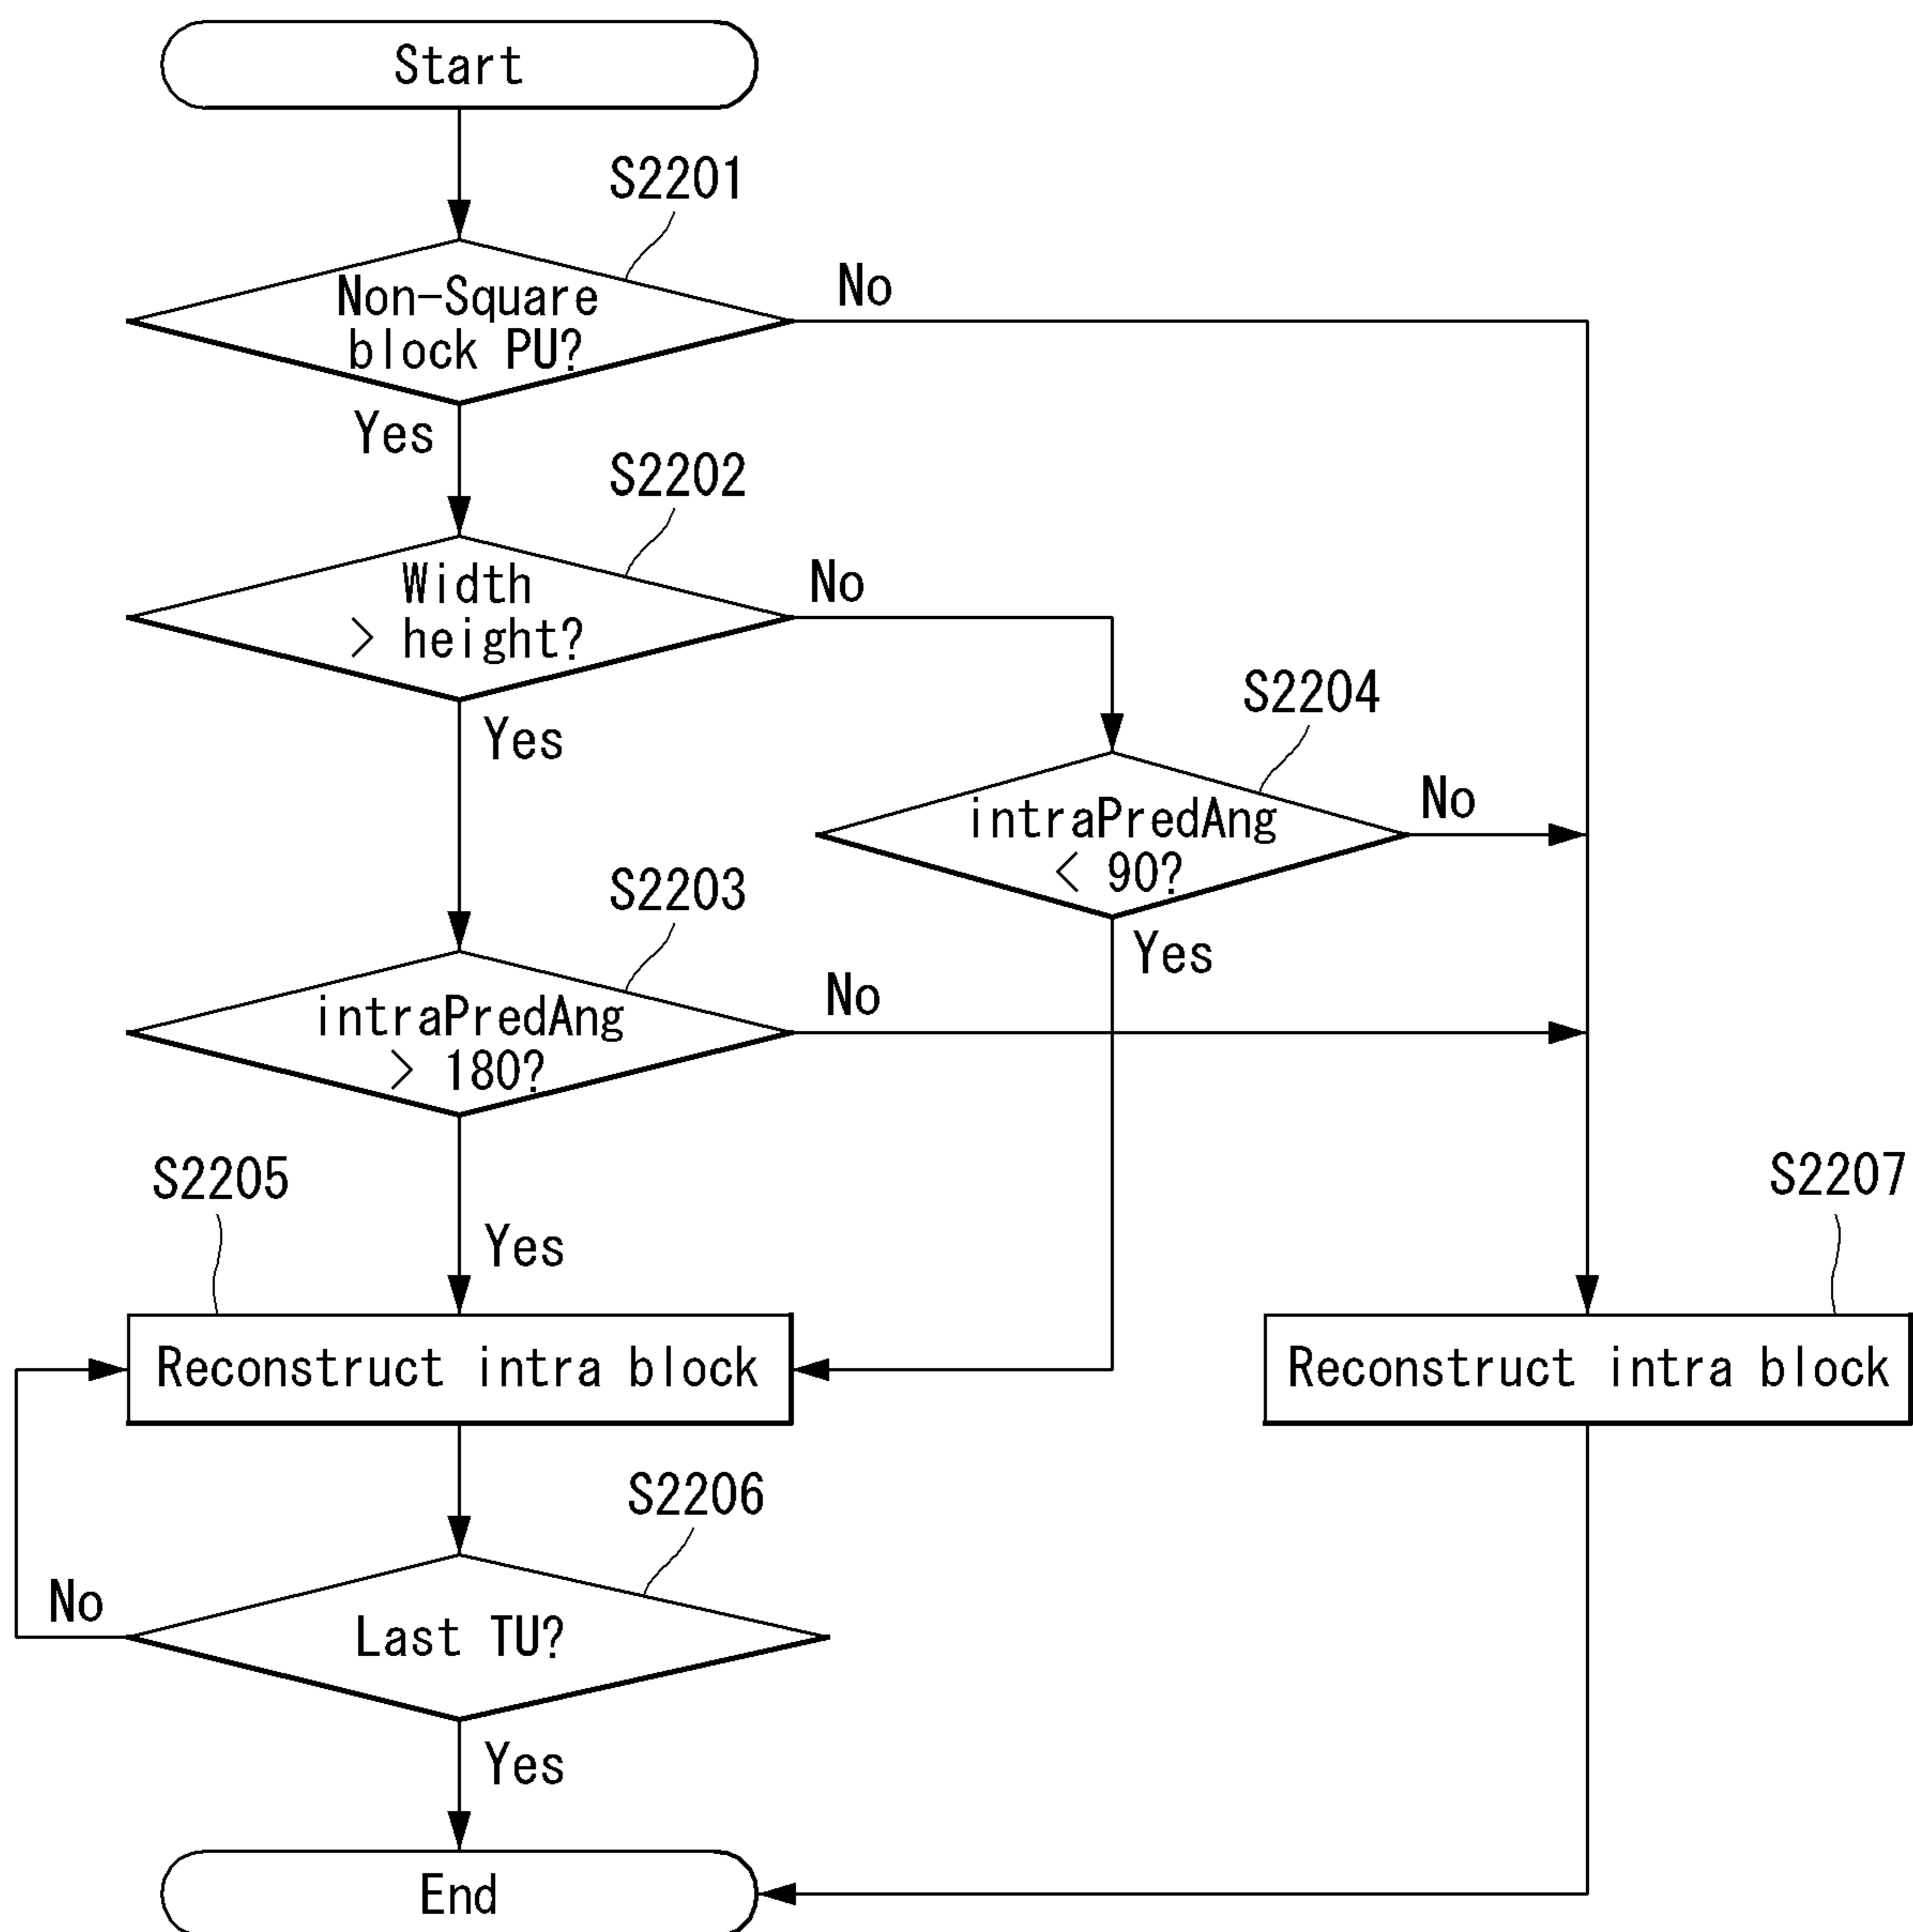 Start
S2201
Non-Square
block PU?
No
Yes
S2202
Width
> height?
No
Yes
S2204
intraPredAng
< 90?
No
Yes
S2203
intraPredAng
> 180?
No
Yes
S2205
Reconstruct intra block
S2207
Reconstruct intra block
S2206
Last TU?
No
Yes
End